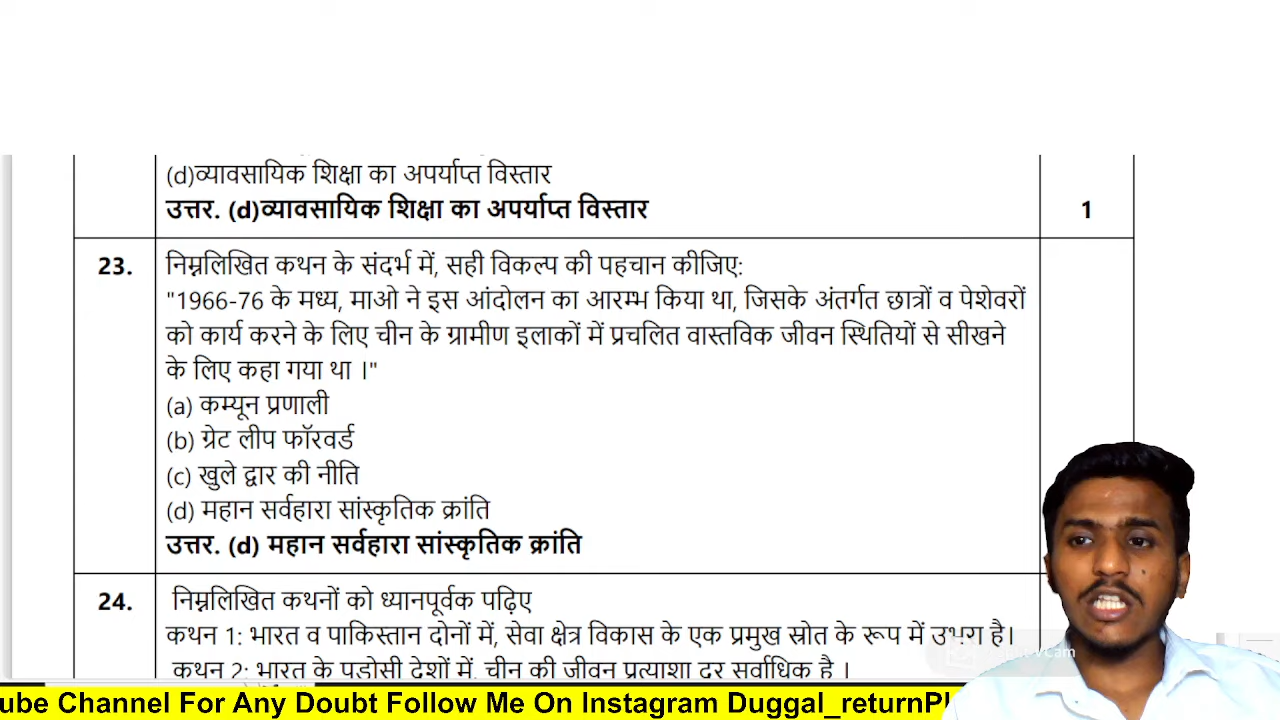 (d)व्यावसायिक शिक्षा का अपर्याप्त विस्तार
उत्तर. (d)व्यावसायिक शिक्षा का अपर्याप्त विस्तार 1
23. निम्नलिखित कथन के संदर्भ में, सही विकल्प की पहचान कीजिए:
"1966-76 के मध्य, माओ ने इस आंदोलन का आरम्भ किया था, जिसके अंतर्गत छात्रों व पेशेवरों
को कार्य करने के लिए चीन के ग्रामीण इलाकों में प्रचलित वास्तविक जीवन स्थितियों से सीखने
के लिए कहा गया था ।"
(a) कम्यून प्रणाली
(b) ग्रेट लीप फॉरवर्ड
(c) खुले द्वार की नीति
(d) महान सर्वहारा सांस्कृतिक क्रांति
उत्तर. (d) महान सर्वहारा सांस्कृतिक क्रांति
24. निम्नलिखित कथनों को ध्यानपूर्वक पढ़िए
कथन 1: भारत व पाकिस्तान दोनों में, सेवा क्षेत्र विकास के एक प्रमुख स्रोत के रूप में उभरा है।
कथन 2: भारत के पड़ोसी देशों में, चीन की जीवन प्रत्याशा दर सर्वाधिक है ।
ube Channel For Any Doubt Follow Me On Instagram Duggal_returnPl